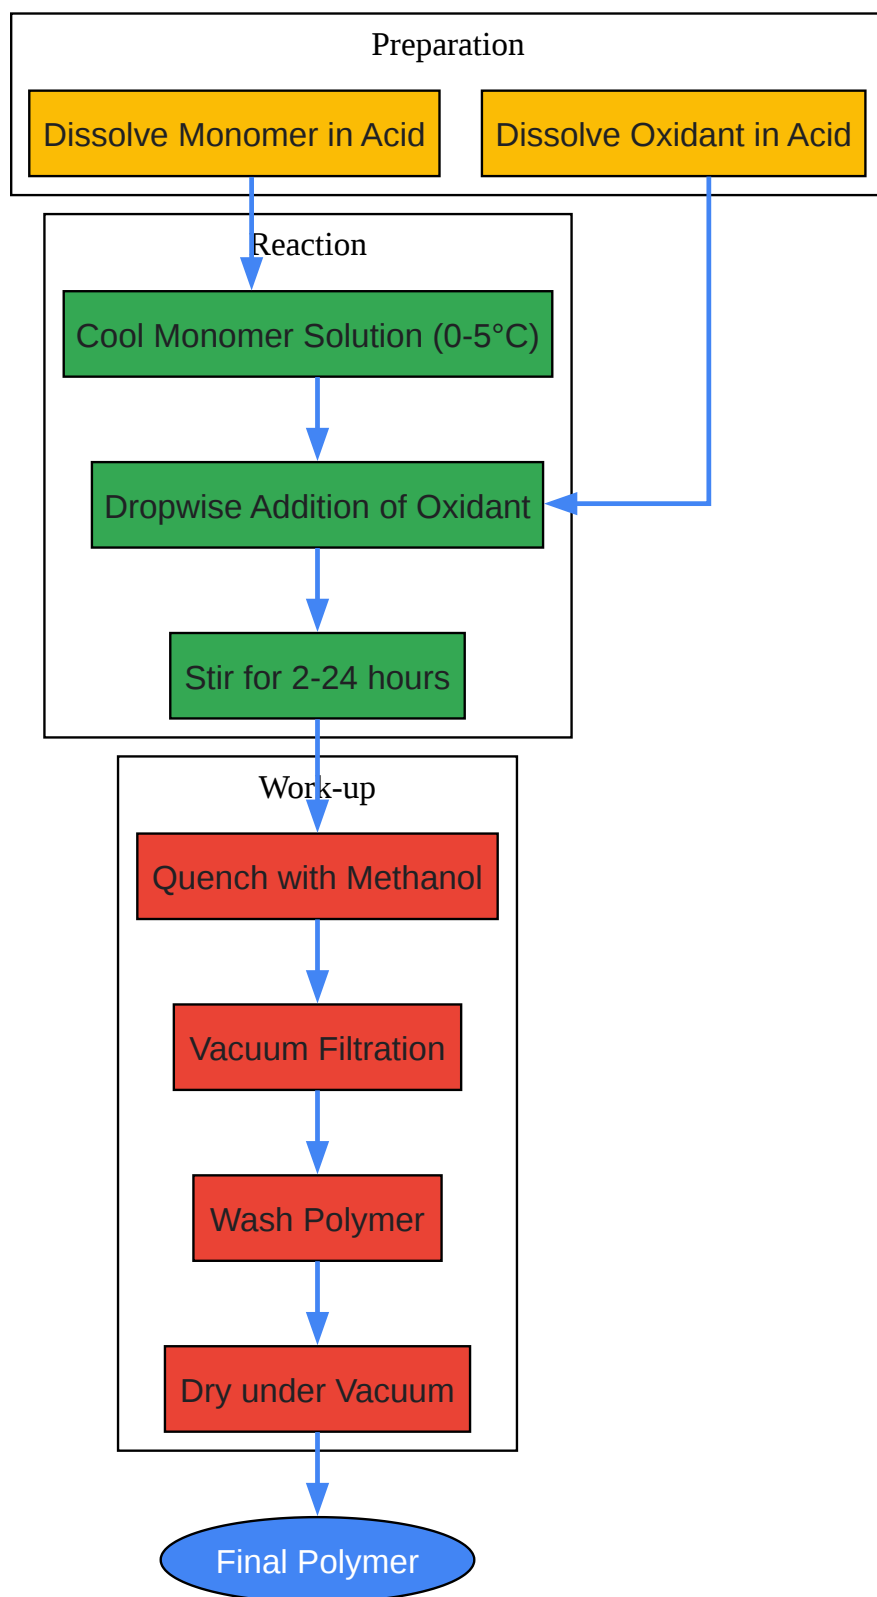 Preparation
Dissolve Monomer in Acid
Dissolve Oxidant in Acid
Reaction
Cool Monomer Solution (0-5°C)
Dropwise Addition of Oxidant
Stir for 2-24 hours
Work-up
Quench with Methanol
Vacuum Filtration
Wash Polymer
Dry under Vacuum
Final Polymer